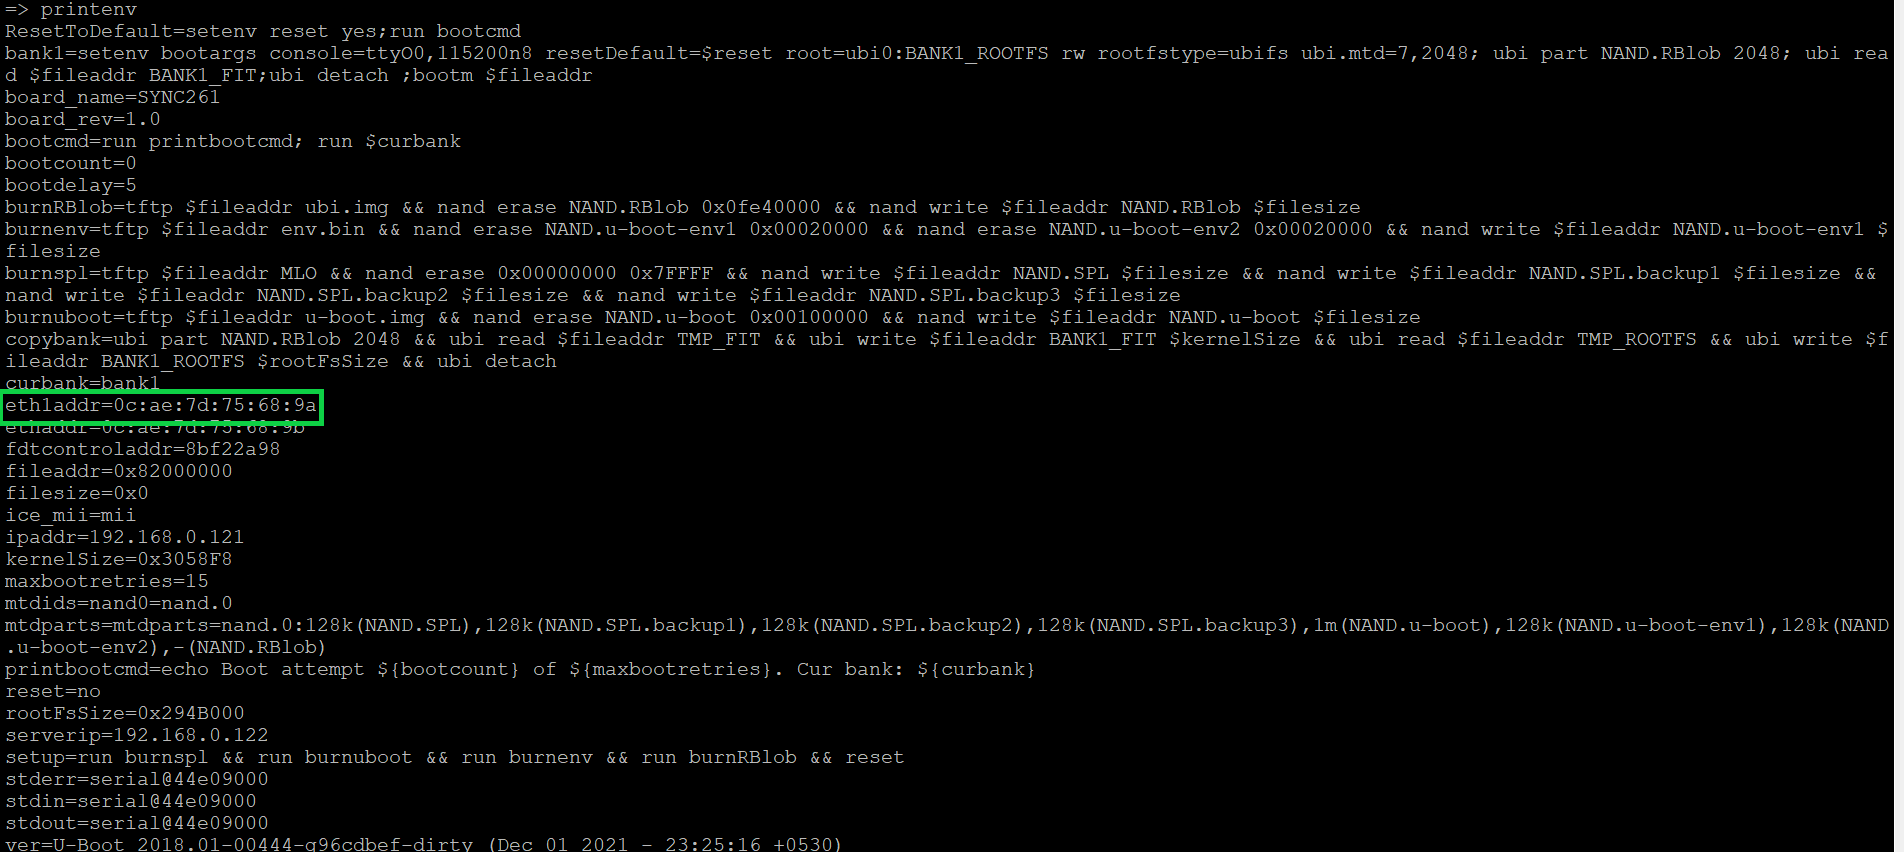 => printenv
ResetToDefault=setenv reset yes;run bootcmd
bank1=setenv bootargs console=ttyO0,115200n8 resetDefault=$reset root=ubi0:BANK1_ROOTFS rw rootfstype=ubifs ubi.mtd=7,2048; ubi part NAND.RBlob 2048; ubi rea
d $fileaddr BANK1_FIT;ubi detach ;bootm $fileaddr
board_name=SYNC261
board_rev=1.0
bootcmd=run printbootcmd; run $curbank
bootcount=0
bootdelay=5
burnRBlob=tftp $fileaddr ubi.img && nand erase NAND.RBlob 0x0fe40000 && nand write $fileaddr NAND.RBlob $filesize
burnenv=tftp $fileaddr env.bin && nand erase NAND.u-boot-env1 0x00020000 && nand erase NAND.u-boot-env2 0x00020000 && nand write $fileaddr NAND.u-boot-env1 $
filesize
burnspl=tftp $fileaddr MLO && nand erase 0x00000000 0x7FFFF && nand write $fileaddr NAND.SPL $filesize && nand write $fileaddr NAND.SPL.backup1 $filesize &&
nand write $fileaddr NAND.SPL.backup2 $filesize && nand write $fileaddr NAND.SPL.backup3 $filesize
burnuboot=tftp $fileaddr u-boot.img && nand erase NAND.u-boot 0x00100000 && nand write $fileaddr NAND.u-boot $filesize
copybank=ubi part NAND.RBlob 2048 && ubi read $fileaddr TMP_FIT && ubi write $fileaddr BANK1_FIT $kernelSize && ubi read $fileaddr TMP_ROOTFS && ubi write $f
ileaddr BANK1_ROOTFS $rootFsSize && ubi detach
curbank=bank1
eth1addr=0c:ae:7d:75:68:9a
ethaddr=0c:ae:7d:75:68:9b
fdtcontroladdr=8bf22a98
fileaddr=0x82000000
filesize=0x0
ice_mii=mii
ipaddr=192.168.0.121
kernelSize=0x3058F8
maxbootretries=15
mtdids=nand0=nand.0
mtdparts=mtdparts=nand.0:128k(NAND.SPL),128k(NAND.SPL.backup1),128k(NAND.SPL.backup2),128k(NAND.SPL.backup3),1m(NAND.u-boot),128k(NAND.u-boot-env1),128k(NAND
.u-boot-env2),-(NAND.RBlob)
printbootcmd=echo Boot attempt ${bootcount} of ${maxbootretries}. Cur bank: ${curbank}
reset=no
rootFsSize=0x294B000
serverip=192.168.0.122
setup=run burnspl && run burnuboot && run burnenv && run burnRBlob && reset
stderr=serial@44e09000
stdin=serial@44e09000
stdout=serial@44e09000
ver=U-Boot 2018.01-00444-g96cdbef-dirty (Dec 01 2021 - 23:25:16 +0530)